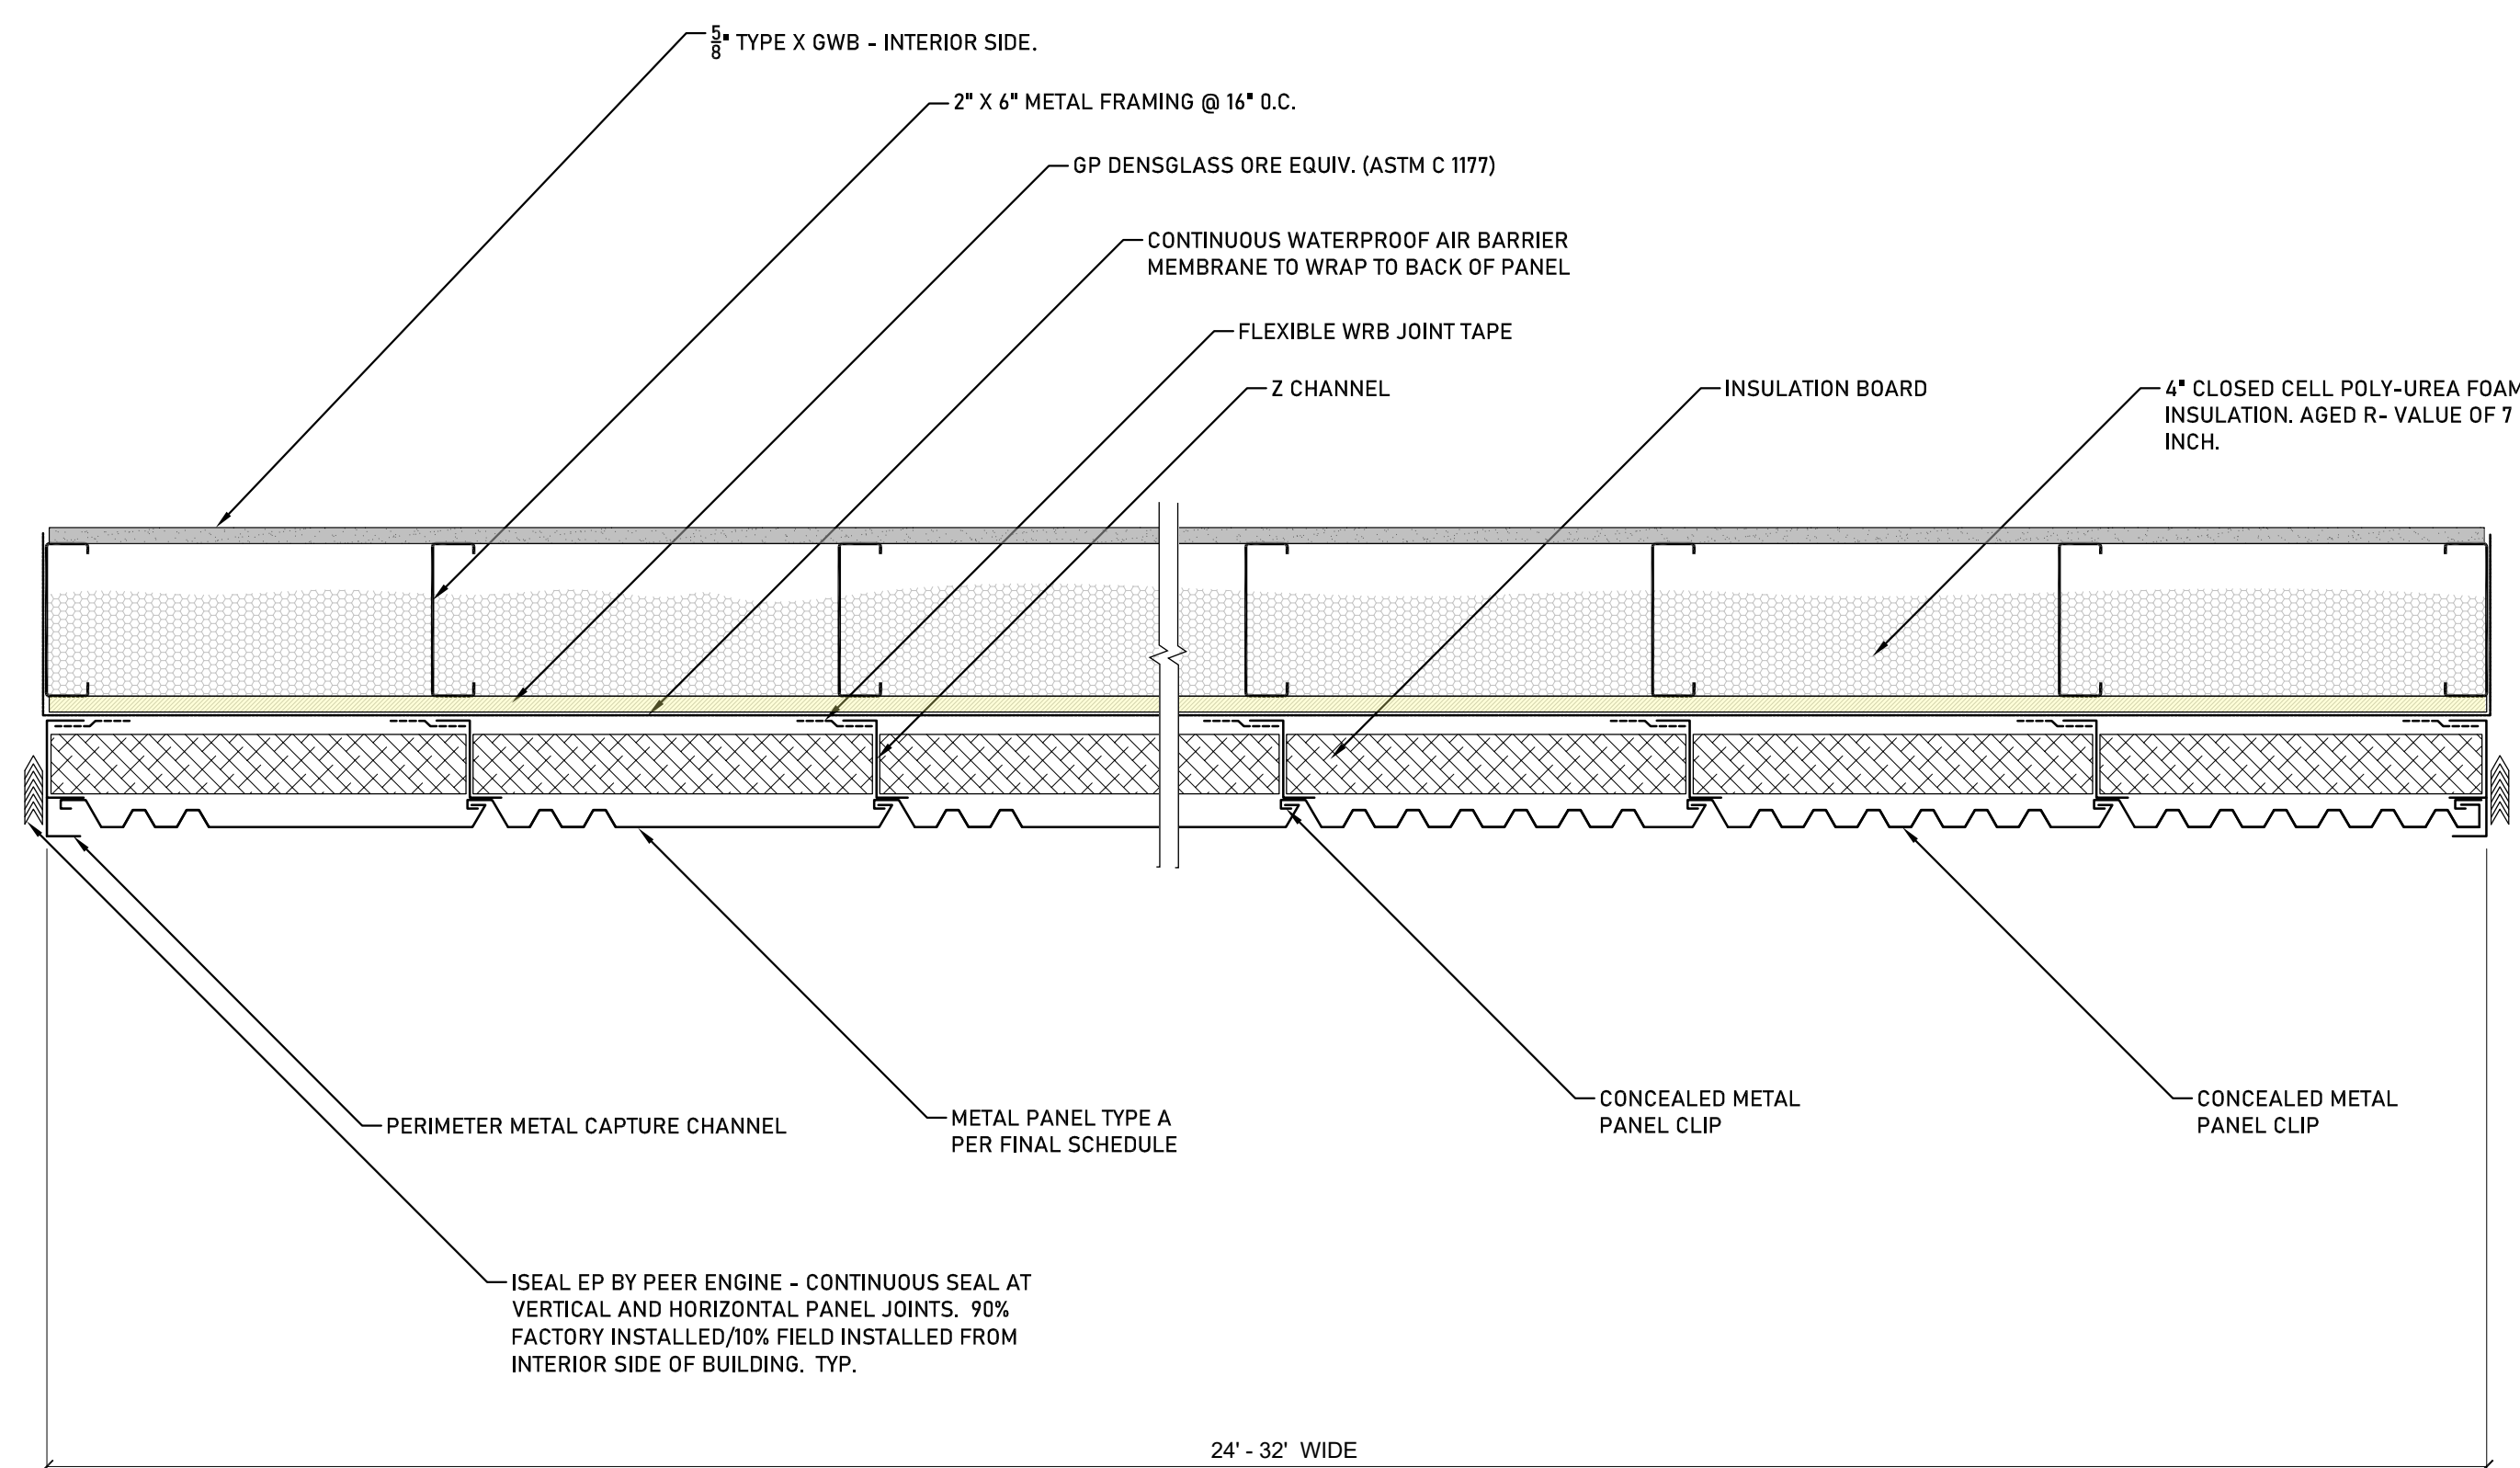 5/8" TYPE X GWB - INTERIOR SIDE.
2" X 6" METAL FRAMING @ 16" O.C.
GP DENSGLASS ORE EQUIV. (ASTM C 1177)
CONTINUOUS WATERPROOF AIR BARRIER
MEMBRANE TO WRAP TO BACK OF PANEL
FLEXIBLE WRB JOINT TAPE
Z CHANNEL
INSULATION BOARD
4" CLOSED CELL POLY-UREA FOAM
INSULATION. AGED R- VALUE OF 7
INCH.
CONCEALED METAL
PANEL CLIP
CONCEALED METAL
PANEL CLIP
METAL PANEL TYPE A
PER FINAL SCHEDULE
PERIMETER METAL CAPTURE CHANNEL
ISEAL EP BY PEER ENGINE - CONTINUOUS SEAL AT
VERTICAL AND HORIZONTAL PANEL JOINTS. 90%
FACTORY INSTALLED/10% FIELD INSTALLED FROM
INTERIOR SIDE OF BUILDING. TYP.
24' - 32' WIDE